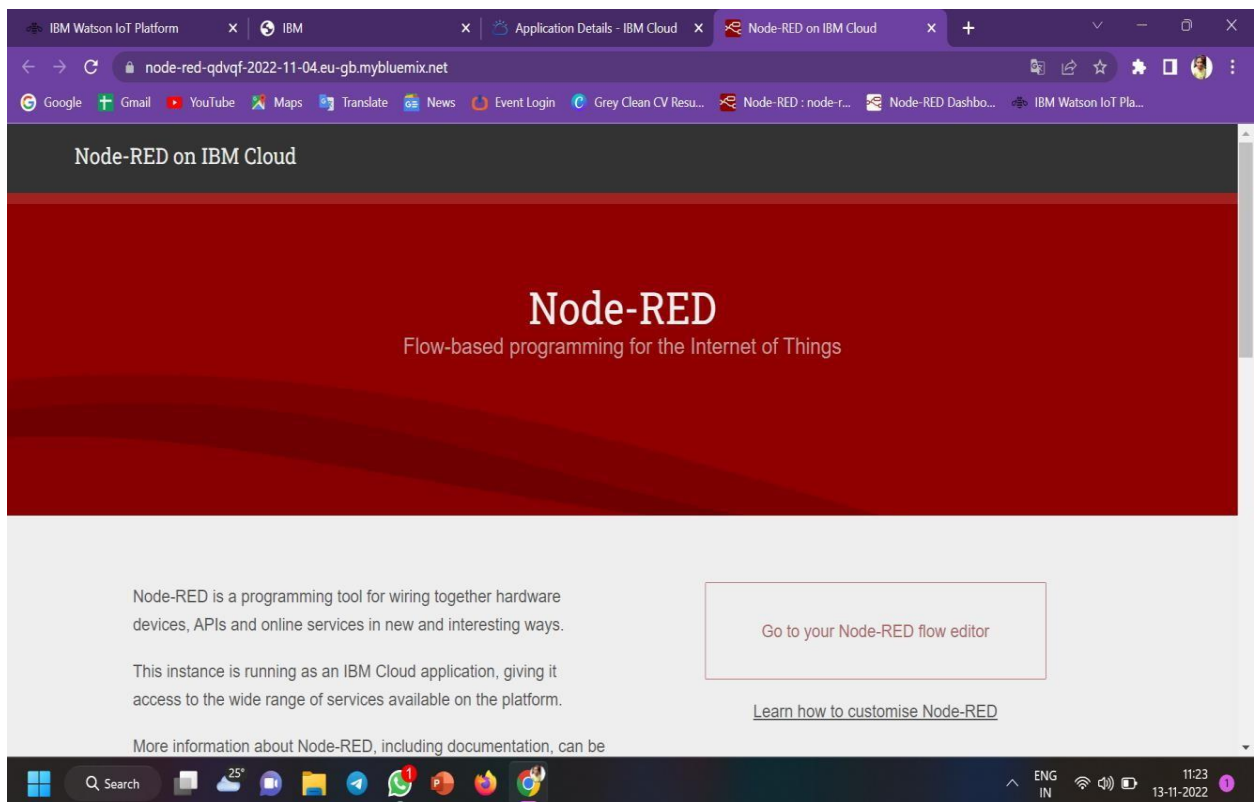 IBM Watson IoT Platform
IBM
Application Details - IBM Cloud
Node-RED on IBM Cloud
node-red-qdvqf-2022-11-04.eu-gb.mybluemix.net
Google
Gmail
YouTube
Maps
Translate
News
Event Login
Grey Clean CV Resu...
Node-RED : node-r...
Node-RED Dashbo...
IBM Watson IoT Pla...
Node-RED on IBM Cloud
Node-RED
Flow-based programming for the Internet of Things
Node-RED is a programming tool for wiring together hardware
devices, APIs and online services in new and interesting ways.
This instance is running as an IBM Cloud application, giving it
access to the wide range of services available on the platform.
More information about Node-RED, including documentation, can be
Go to your Node-RED flow editor
Learn how to customise Node-RED
Search
25°
1
ENG
IN
11:23
13-11-2022
1